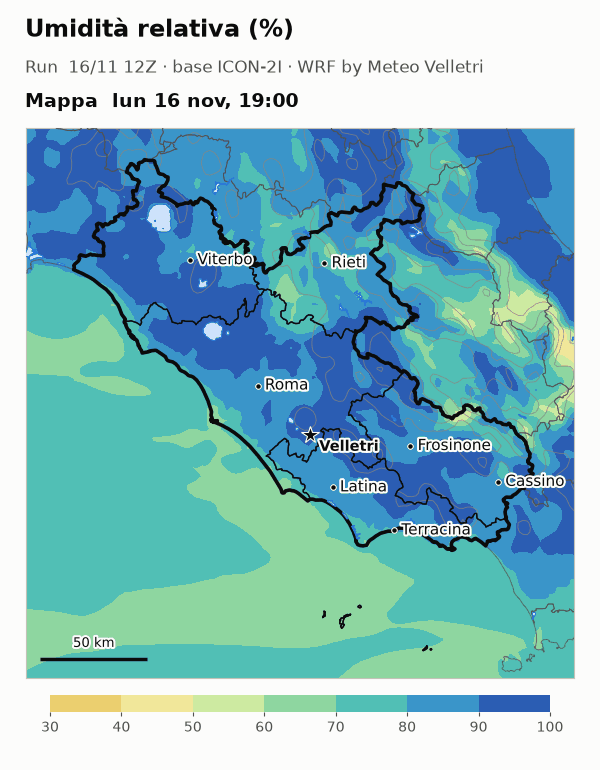 Umidità relativa (%)
Run  16/11 12Z · base ICON-2I · WRF by Meteo Velletri
Mappa  lun 16 nov, 19:00
Viterbo
Rieti
Roma
Velletri
Frosinone
Cassino
Latina
Terracina
50 km
30 40 50 60 70 80 90 100